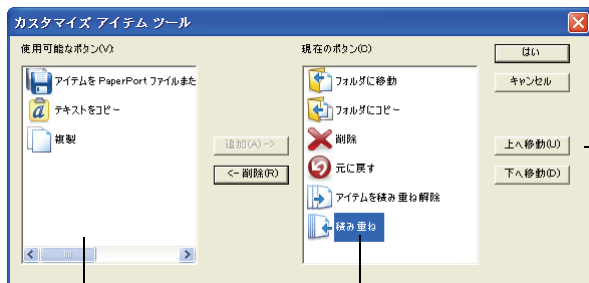 カスタマイズ アイテム ツール
使用可能なボタン(V):
現在のボタン(C)
はい
アイテムを PaperPort ファイルまた
テキストをコピー
複製
追加(A) ->
<- 削除(R)
フォルダに移動
フォルダにコピー
削除
元に戻す
アイテムを積み重ね解除
積み重ね
キャンセル
上へ移動(U)
下へ移動(D)